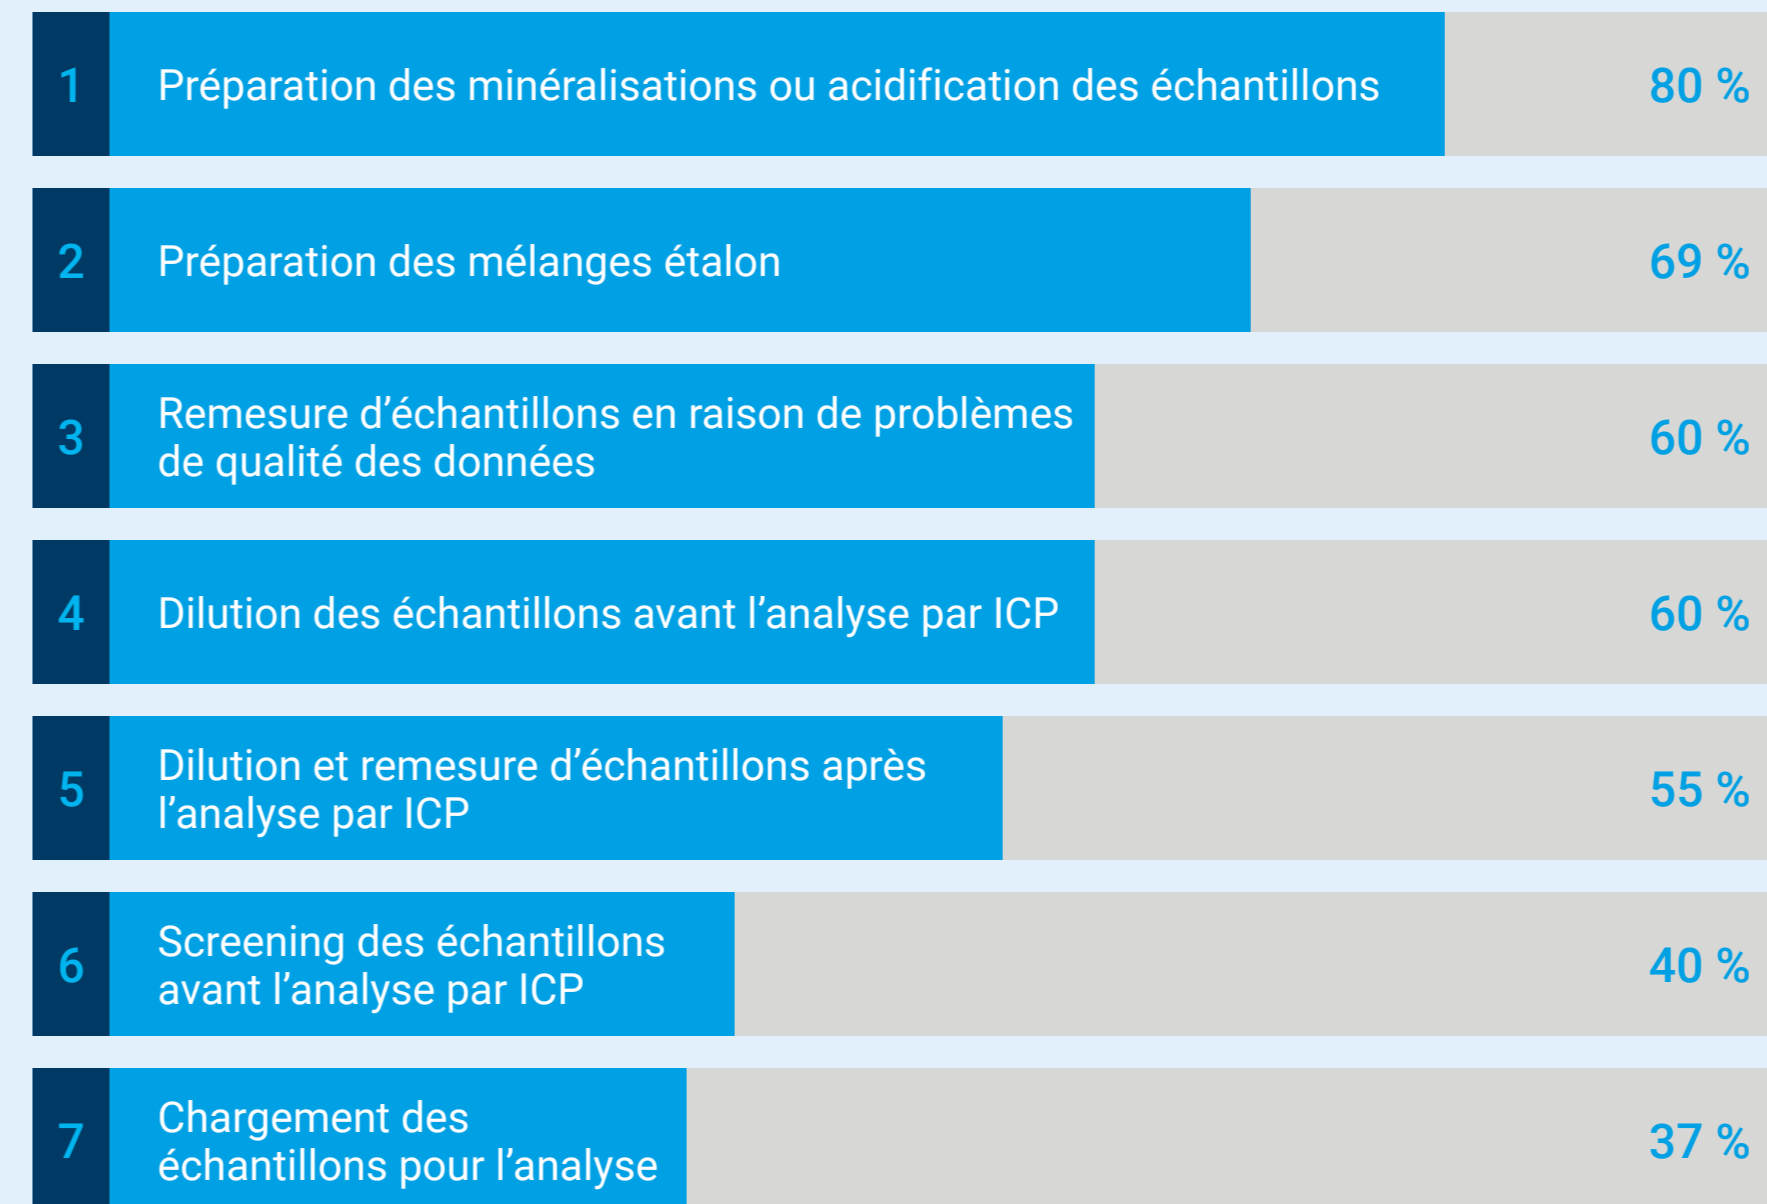 1
Préparation des minéralisations ou acidification des échantillons
80 %
2
Préparation des mélanges étalon
69 %
3
Remesure d’échantillons en raison de problèmes
de qualité des données
60 %
4
Dilution des échantillons avant l’analyse par ICP
60 %
5
Dilution et remesure d’échantillons après
l’analyse par ICP
55 %
6
Screening des échantillons
avant l’analyse par ICP
40 %
7
Chargement des
échantillons pour l’analyse
37 %